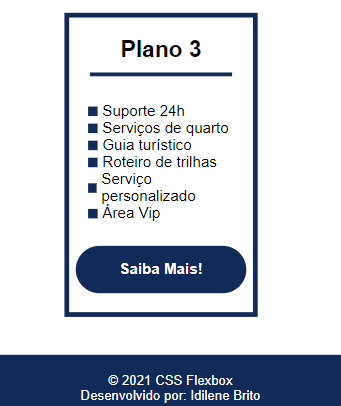 Plano 3
Suporte 24h
Serviços de quarto
Guia turístico
Roteiro de trilhas
Serviço
personalizado
Área Vip
Saiba Mais!
© 2021 CSS Flexbox
Desenvolvido por: Idilene Brito